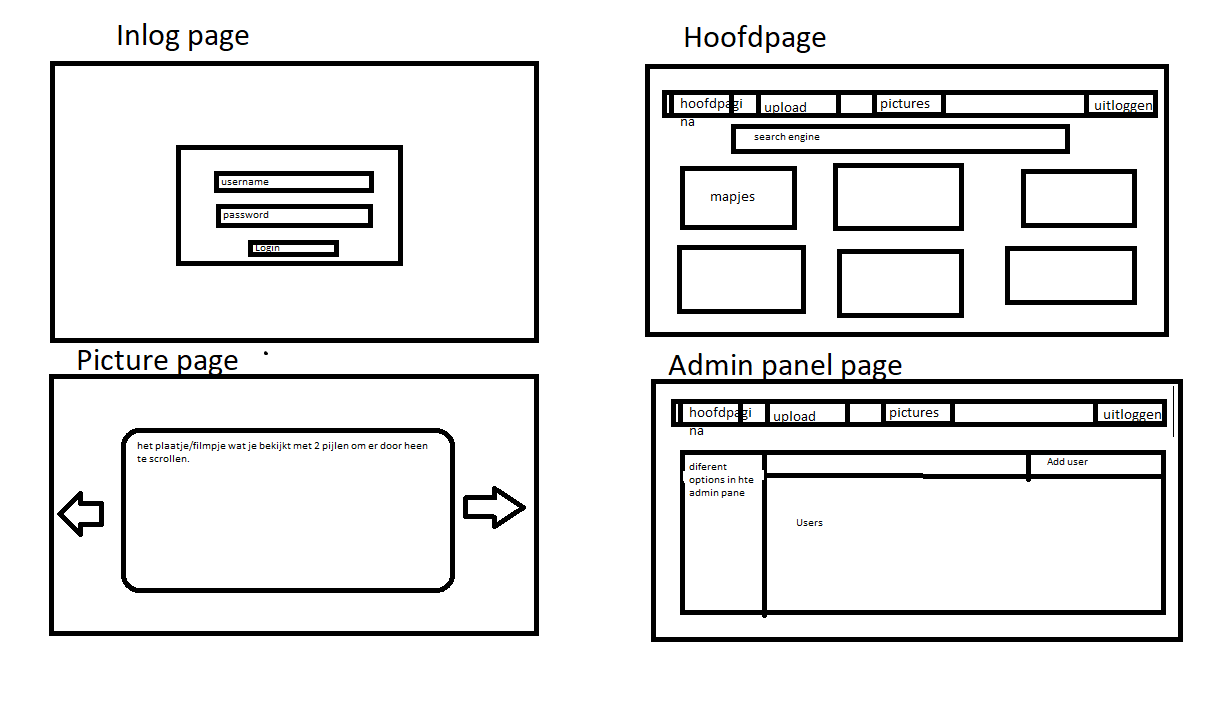 Inlog page
username
password
Login
Hoofdpage
hoofdpagi
na
upload
pictures
uitloggen
search engine
mapjes
Picture page
het plaatje/filmpje wat je bekijkt met 2 pijlen om er door heen
te scrollen.
Admin panel page
hoofdpagi
na
upload
pictures
uitloggen
diferent
options in hte
admin pane
Add user
Users